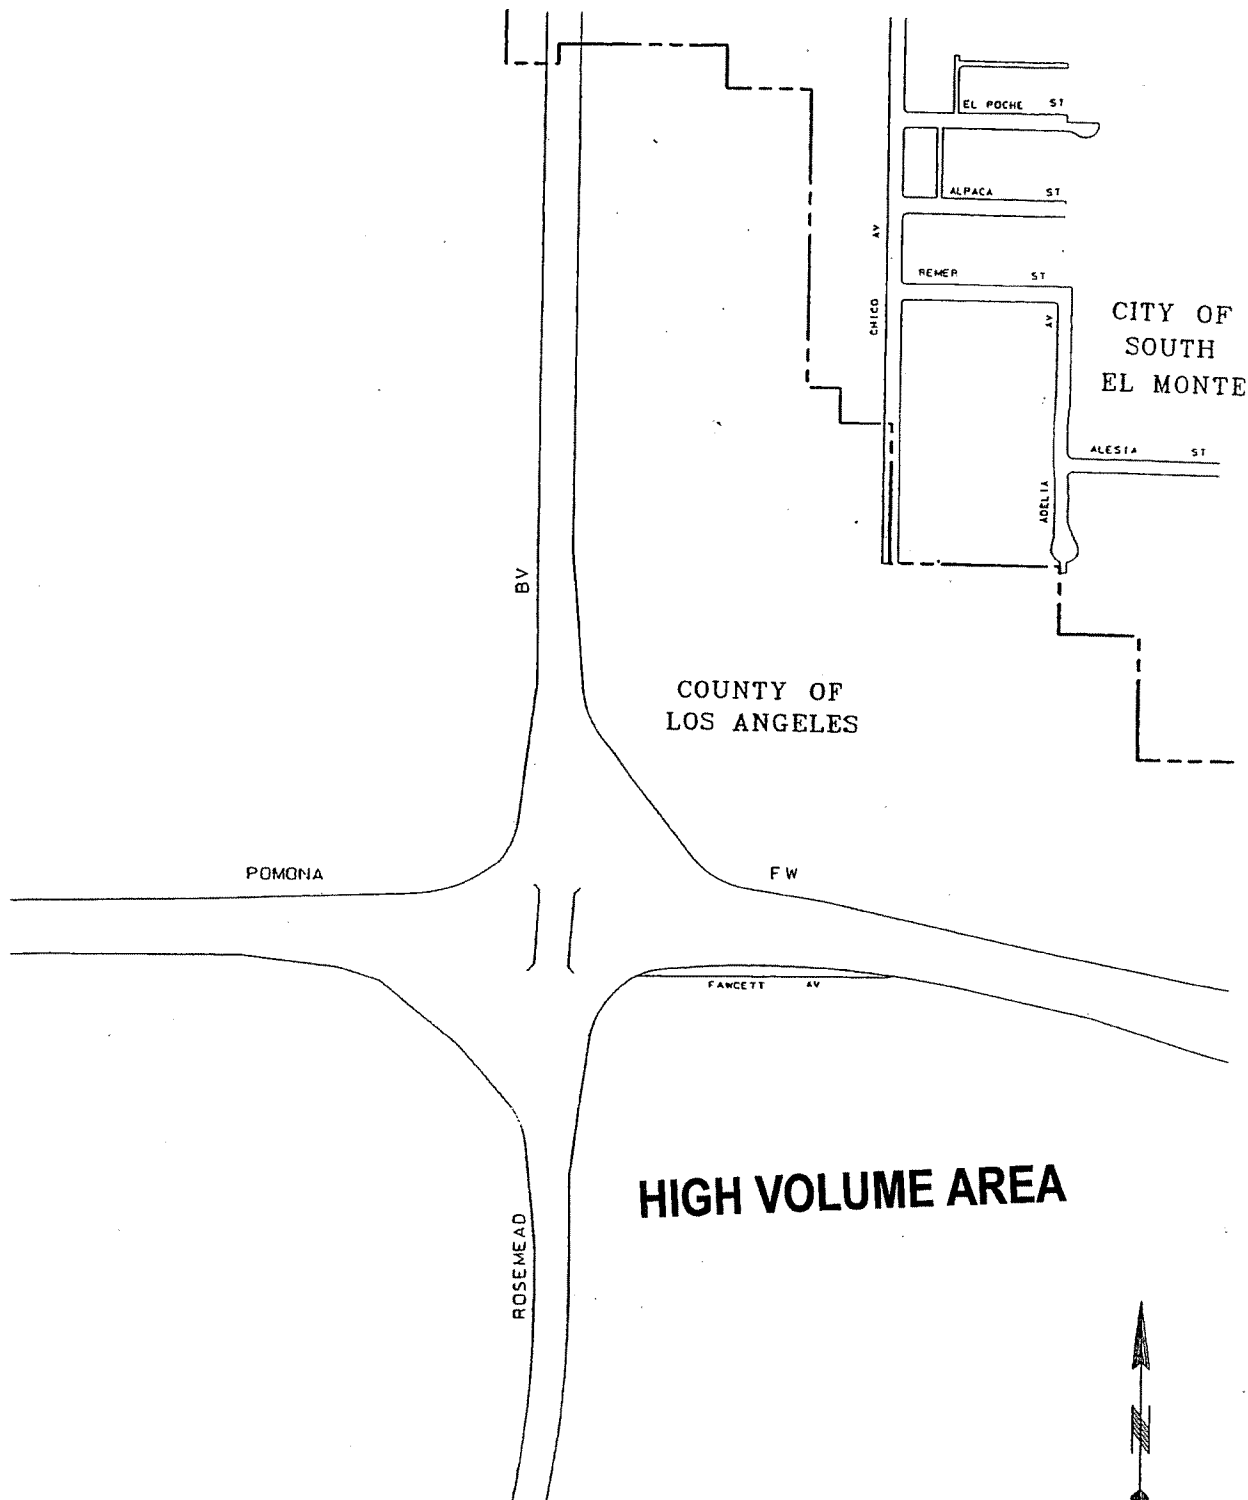 EL POCHE ST
ALPACA ST
CHICO AV
REMER ST
CITY OF
SOUTH
EL MONTE
ADELIA AV
ALESIA ST
COUNTY OF
LOS ANGELES
POMONA FW
FAWCETT AV
HIGH VOLUME AREA
ROSEMEAD BV
N